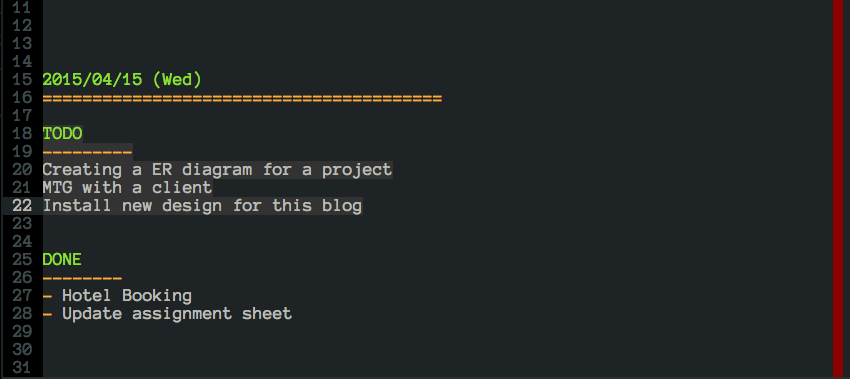 11
12
13
14
15 2015/04/15 (Wed)
16 ========================================
17
18 TODO
19 ---------
20 Creating a ER diagram for a project
21 MTG with a client
22 Install new design for this blog
23
24
25 DONE
26 --------
27 - Hotel Booking
28 - Update assignment sheet
29
30
31